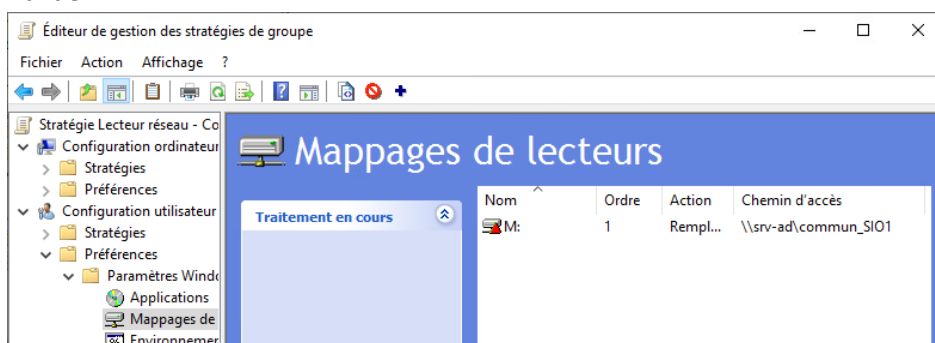 Éditeur de gestion des stratégies de groupe
Fichier Action Affichage ?
Stratégie Lecteur réseau - Co
Configuration ordinateur
Stratégies
Préférences
Configuration utilisateur
Stratégies
Préférences
Paramètres Windo
Applications
Mappages de
Environnemen
Mappages de lecteurs
Traitement en cours
Nom Ordre Action Chemin d'accès
M: 1 Rempl... \\srv-ad\commun_SIO1